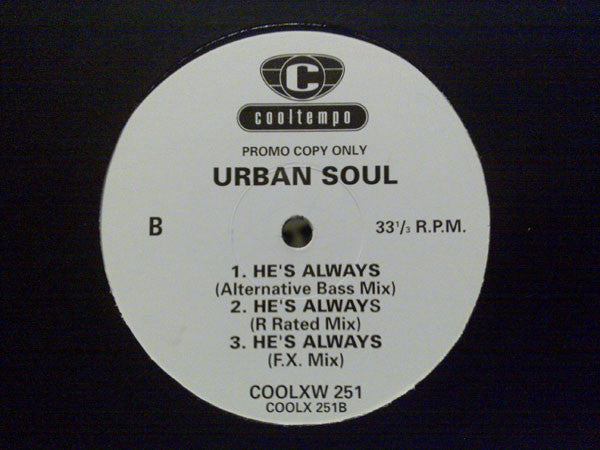 C
cooltempo
PROMO COPY ONLY
URBAN SOUL
B 33⅓ R.P.M.
1. HE'S ALWAYS
(Alternative Bass Mix)
2. HE'S ALWAYS
(R Rated Mix)
3. HE'S ALWAYS
(F.X. Mix)
COOLXW 251
COOLX 251B